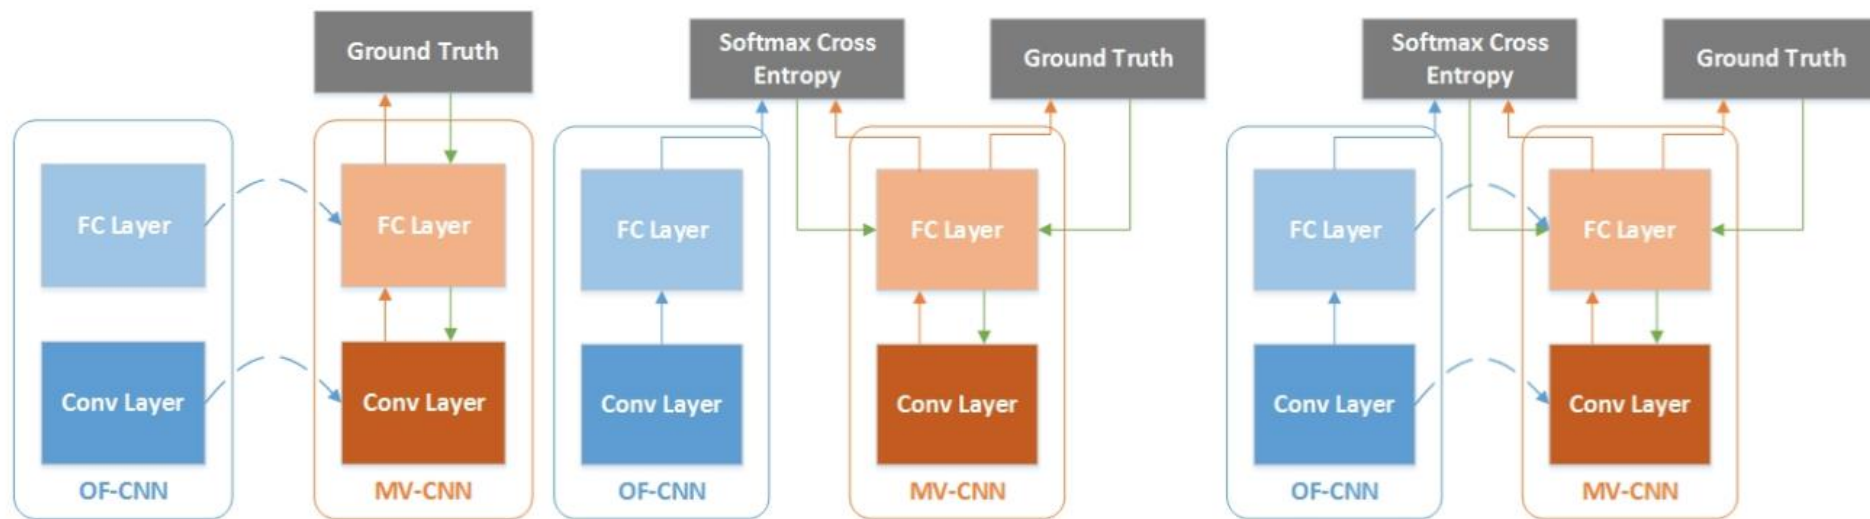 Ground Truth
FC Layer
FC Layer
Conv Layer
Conv Layer
OF-CNN
MV-CNN
Softmax Cross
Entropy
Ground Truth
FC Layer
FC Layer
Conv Layer
Conv Layer
OF-CNN
MV-CNN
Softmax Cross
Entropy
Ground Truth
FC Layer
FC Layer
Conv Layer
Conv Layer
OF-CNN
MV-CNN